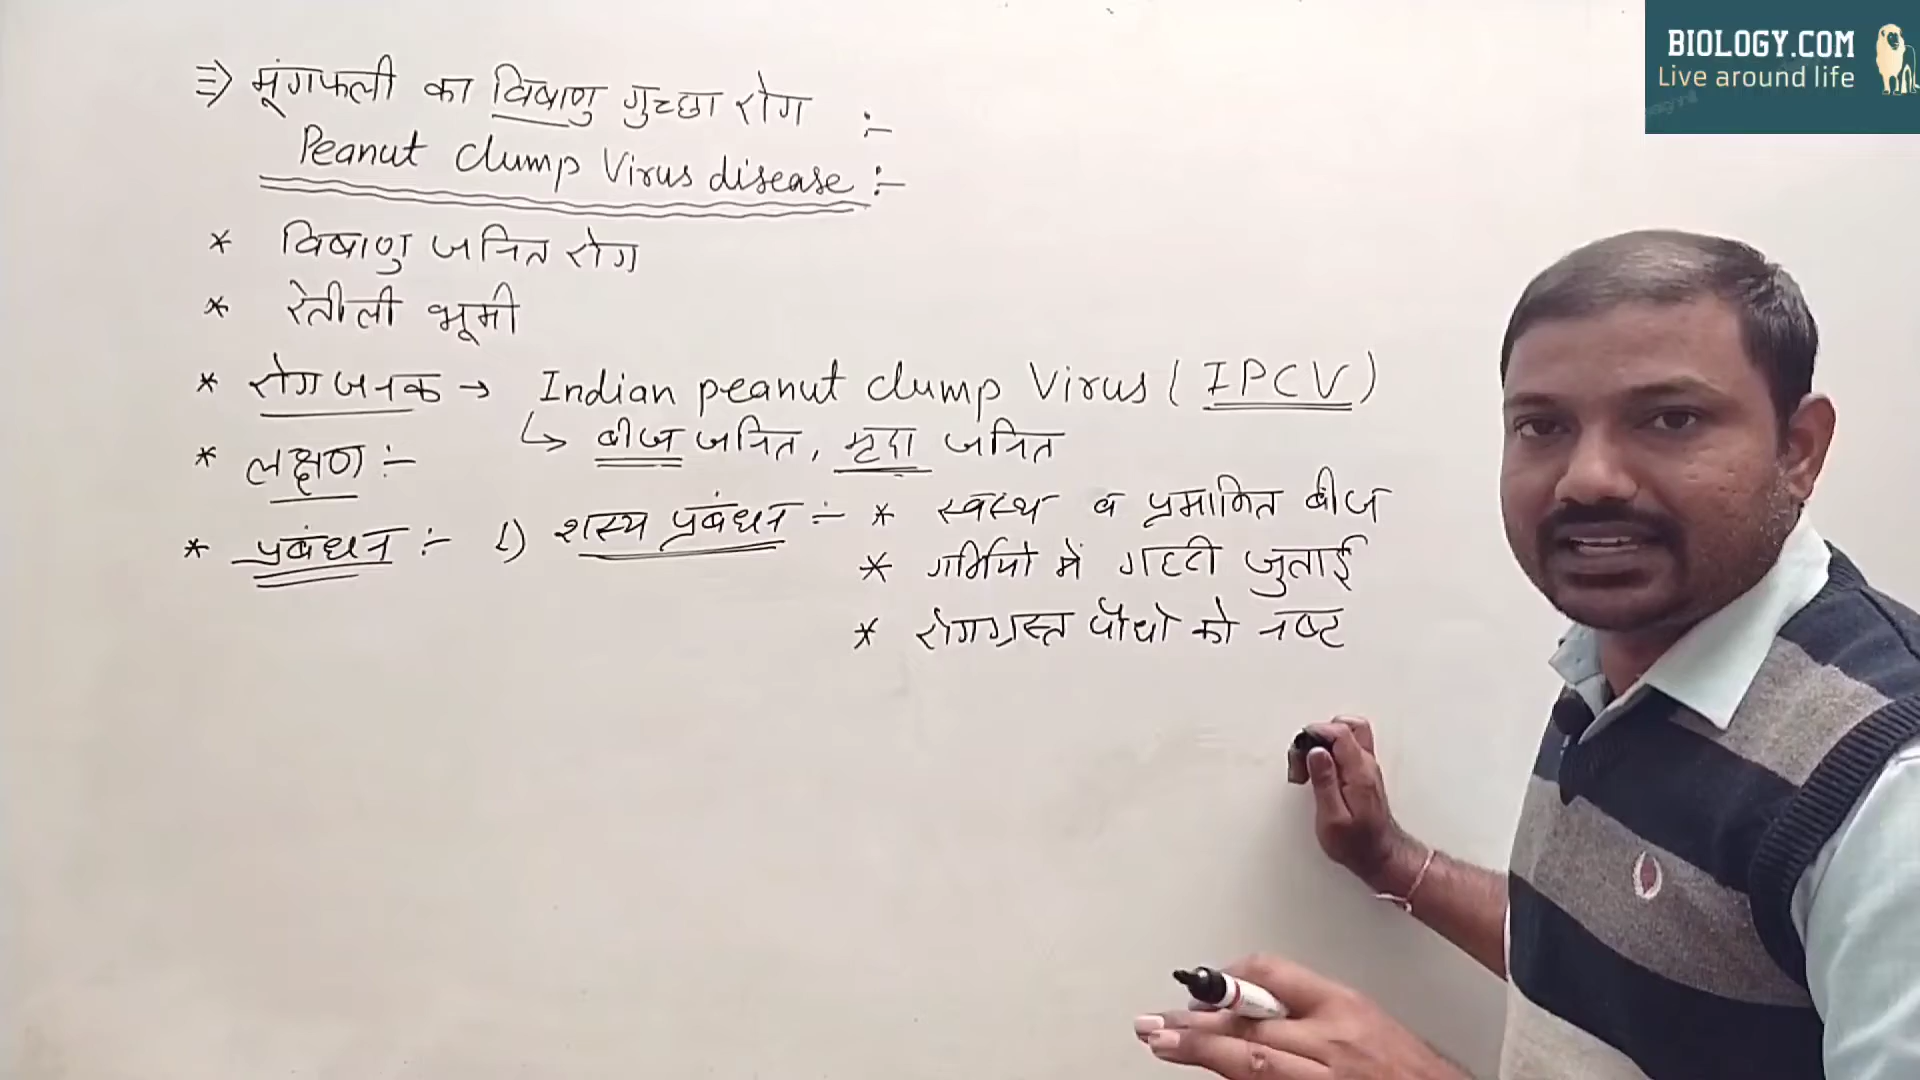 ⇒ मूंगफली का विषाणु गुच्छा रोग :-
Peanut clump Virus disease :-
* विषाणु जनित रोग
* रेतीली भूमी
* रोगजनक → Indian peanut clump Virus ( IPCV )
↳ बीज जनित, मृदा जनित
* लक्षण :-
* प्रबंधन :- 1) शस्य प्रबंधन :- * स्वस्थ व प्रमानित बीज
* गर्मियों में गहरी जुताई
* रोगग्रस्त पौधों को नष्ट
BIOLOGY.COM
Live around life